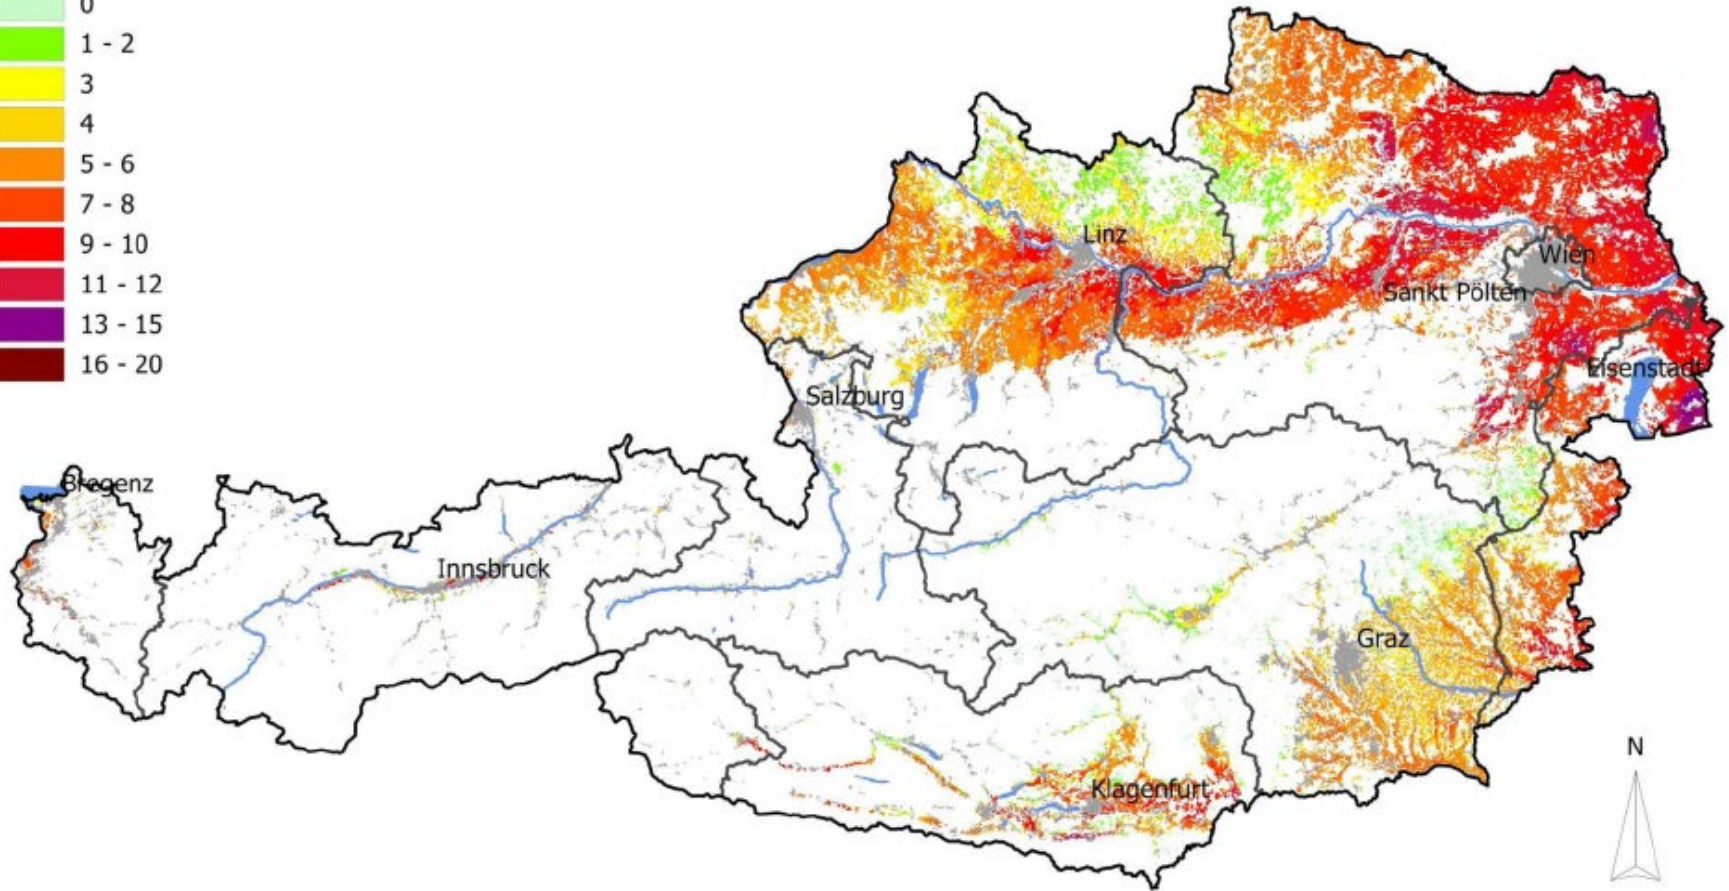 0
1 - 2
3
4
5 - 6
7 - 8
9 - 10
11 - 12
13 - 15
16 - 20
Linz
Wien
Sankt Pölten
Eisenstadt
Salzburg
Bregenz
Innsbruck
Graz
Klagenfurt
N